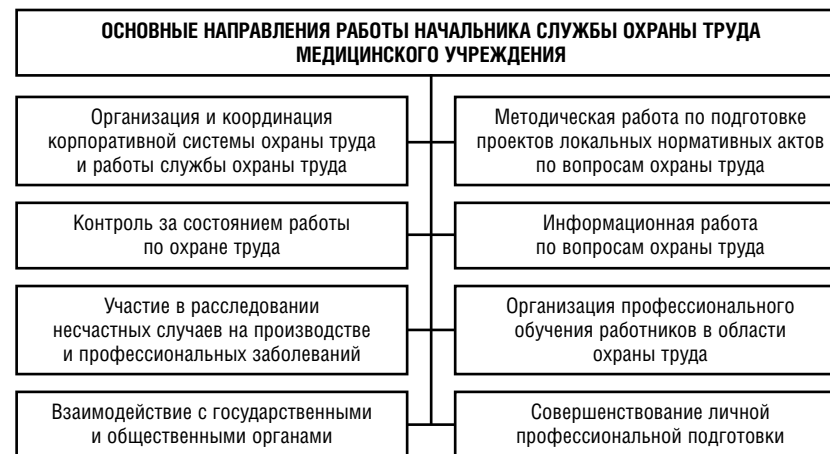 ОСНОВНЫЕ НАПРАВЛЕНИЯ РАБОТЫ НАЧАЛЬНИКА СЛУЖБЫ ОХРАНЫ ТРУДА
МЕДИЦИНСКОГО УЧРЕЖДЕНИЯ
Организация и координация
корпоративной системы охраны труда
и работы службы охраны труда
Методическая работа по подготовке
проектов локальных нормативных актов
по вопросам охраны труда
Контроль за состоянием работы
по охране труда
Информационная работа
по вопросам охраны труда
Участие в расследовании
несчастных случаев на производстве
и профессиональных заболеваний
Организация профессионального
обучения работников в области
охраны труда
Взаимодействие с государственными
и общественными органами
Совершенствование личной
профессиональной подготовки